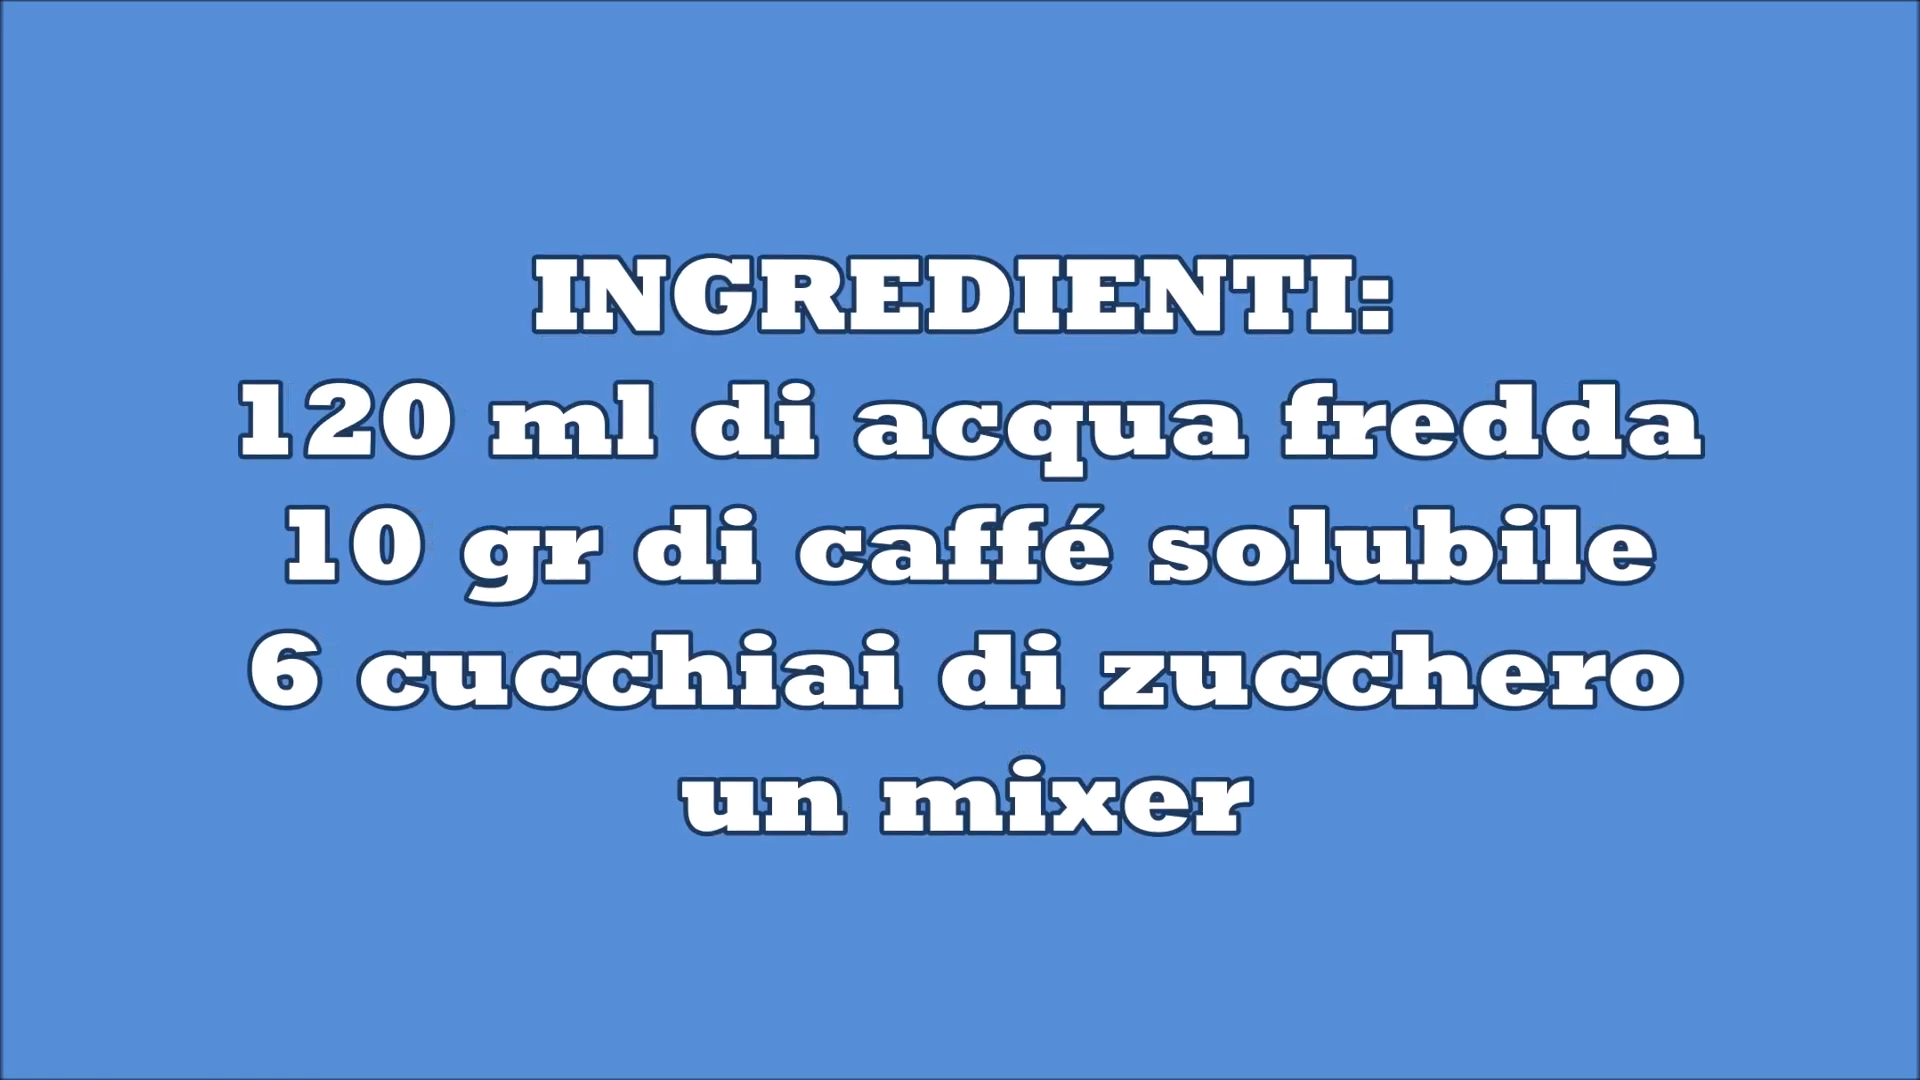 INGREDIENTI:
120 ml di acqua fredda
10 gr di caffé solubile
6 cucchiai di zucchero
un mixer